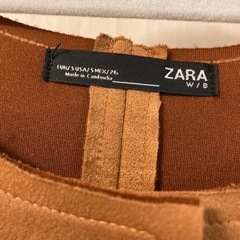 EUR/S USA/S MEX/26
Made in Cambodia
ZARA
W/B